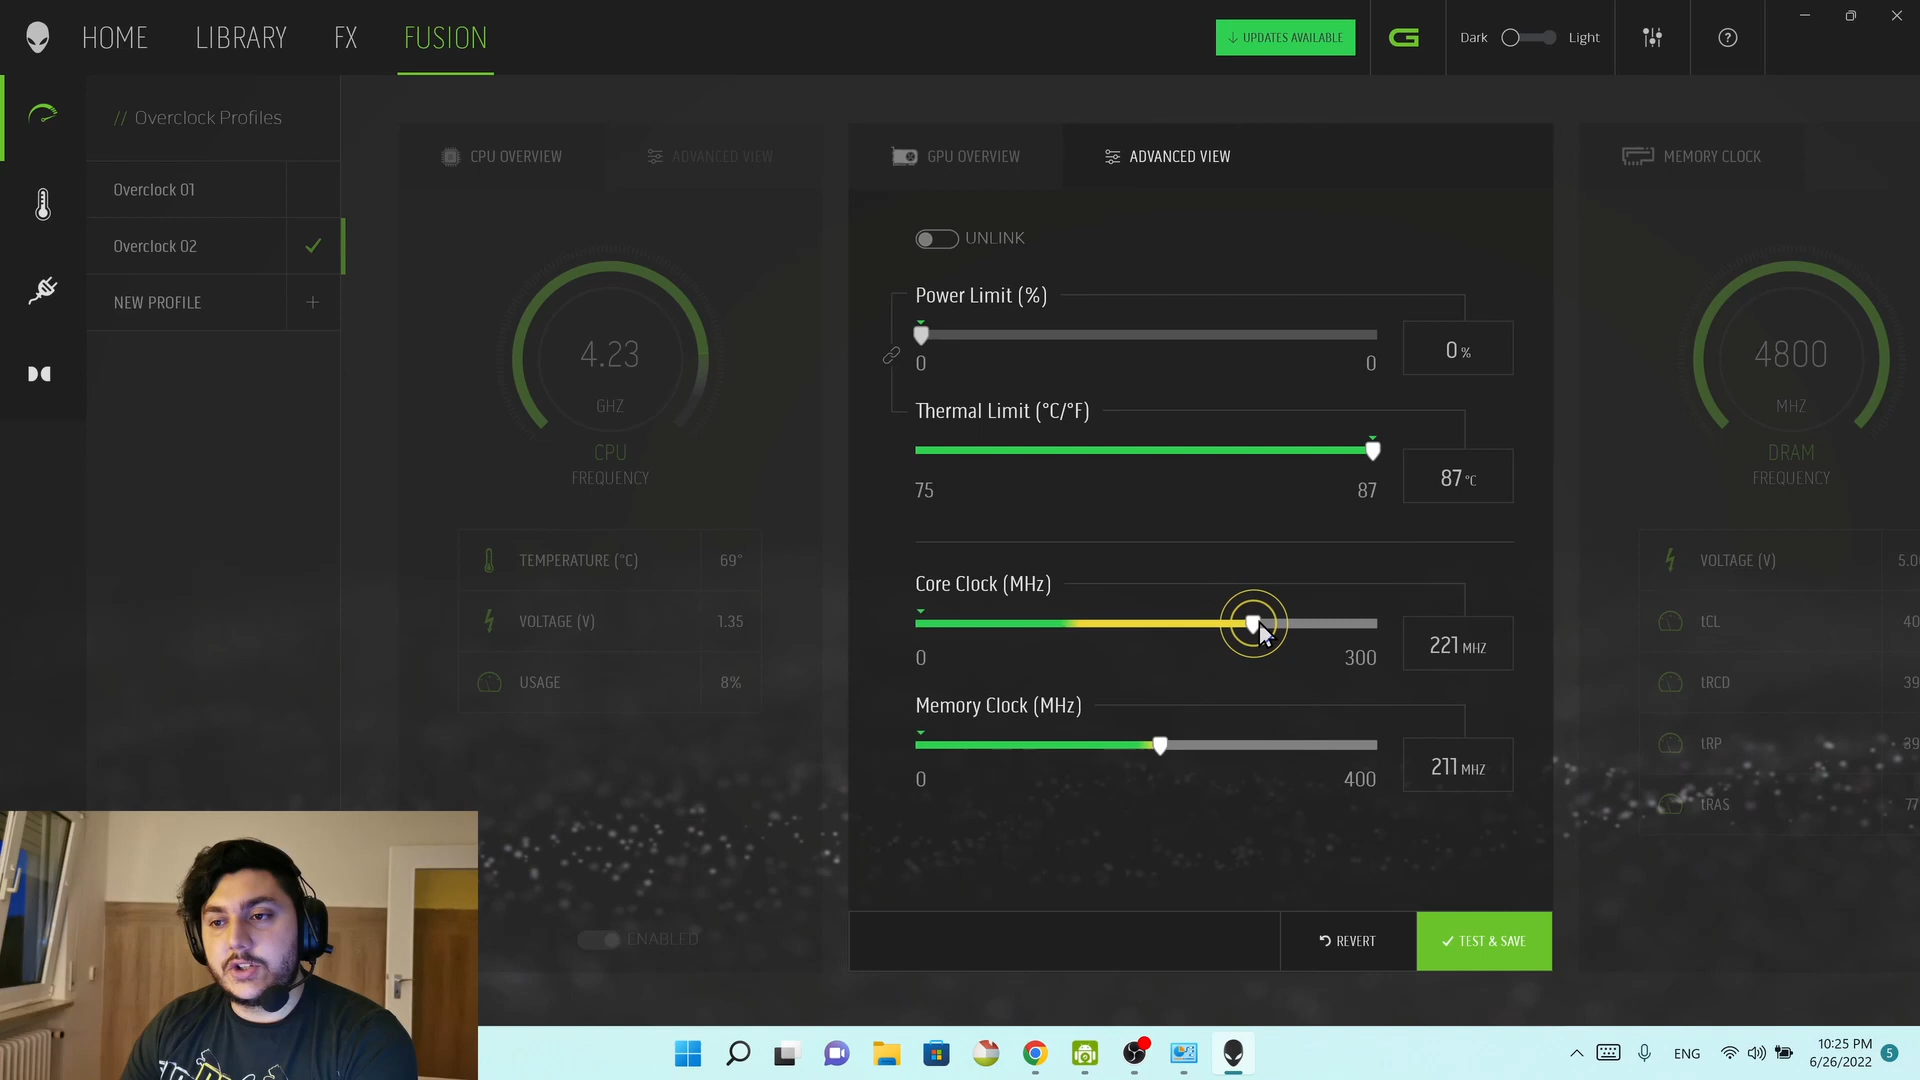 HOME
LIBRARY
FX
FUSION
UPDATES AVAILABLE
Dark
Light
// Overclock Profiles
Overclock 01
Overclock 02
NEW PROFILE
CPU OVERVIEW
ADVANCED VIEW
4.23
GHZ
CPU
FREQUENCY
TEMPERATURE (°C) 69°
VOLTAGE (V) 1.35
USAGE 8%
ENABLED
GPU OVERVIEW
ADVANCED VIEW
UNLINK
Power Limit (%)
0 0
0 %
Thermal Limit (°C/°F)
75 87
87 °C
Core Clock (MHz)
0 300
221 MHZ
Memory Clock (MHz)
0 400
211 MHZ
REVERT
TEST & SAVE
MEMORY CLOCK
4800
MHZ
DRAM
FREQUENCY
VOLTAGE (V)
tCL
tRCD
tRP
tRAS
ENG
10:25 PM
6/26/2022
5